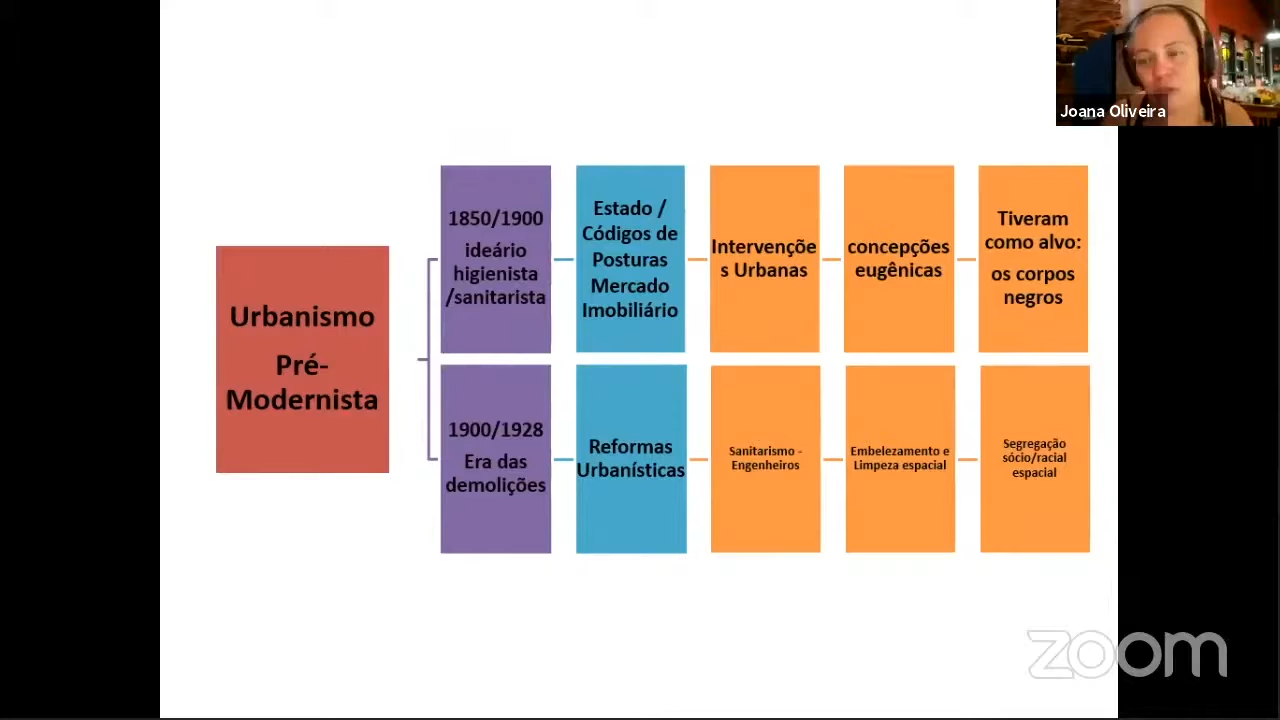 Joana Oliveira
Urbanismo
Pré-
Modernista
1850/1900
ideário
higienista
/sanitarista
Estado /
Códigos de
Posturas
Mercado
Imobiliário
Intervençõe
s Urbanas
concepções
eugênicas
Tiveram
como alvo:
os corpos
negros
1900/1928
Era das
demolições
Reformas
Urbanísticas
Sanitarismo -
Engenheiros
Embelezamento e
Limpeza espacial
Segregação
sócio/racial
espacial
zoom